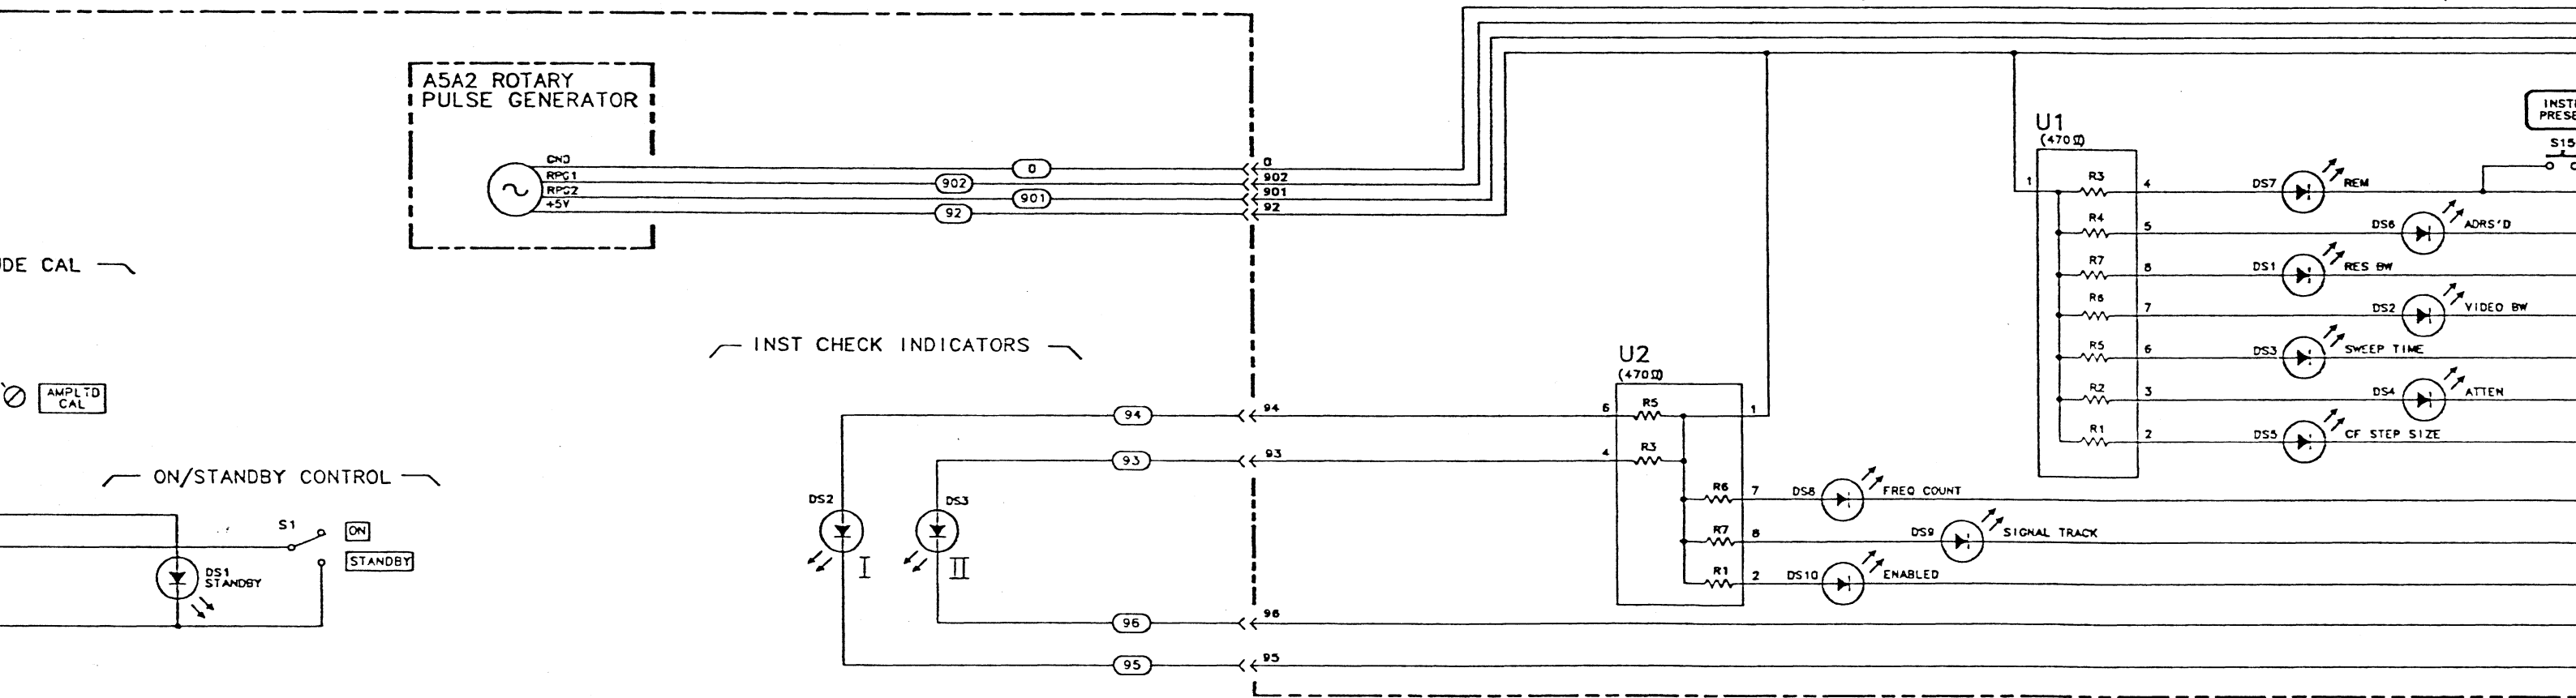 A5A2 ROTARY
PULSE GENERATOR
GND
RPG1
RPG2
+5V
0
902
901
92
0
902
901
92
UDE CAL
AMPLTD
CAL
ON/STANDBY CONTROL
S1
ON
STANDBY
DS1
STANDBY
INST CHECK INDICATORS
DS2
I
DS3
II
94
93
96
95
94
93
96
95
U2
(470Ω)
6
R5
1
4
R3
R6
7
DS8
FREQ COUNT
R7
8
DS9
SIGNAL TRACK
R1
2
DS10
ENABLED
U1
(470Ω)
1
R3
4
DS7
REM
R4
5
DS6
ADRS'D
R7
8
DS1
RES BW
R6
7
DS2
VIDEO BW
R5
6
DS3
SWEEP TIME
R2
3
DS4
ATTEN
R1
2
DS5
CF STEP SIZE
INST
PRESE
S15